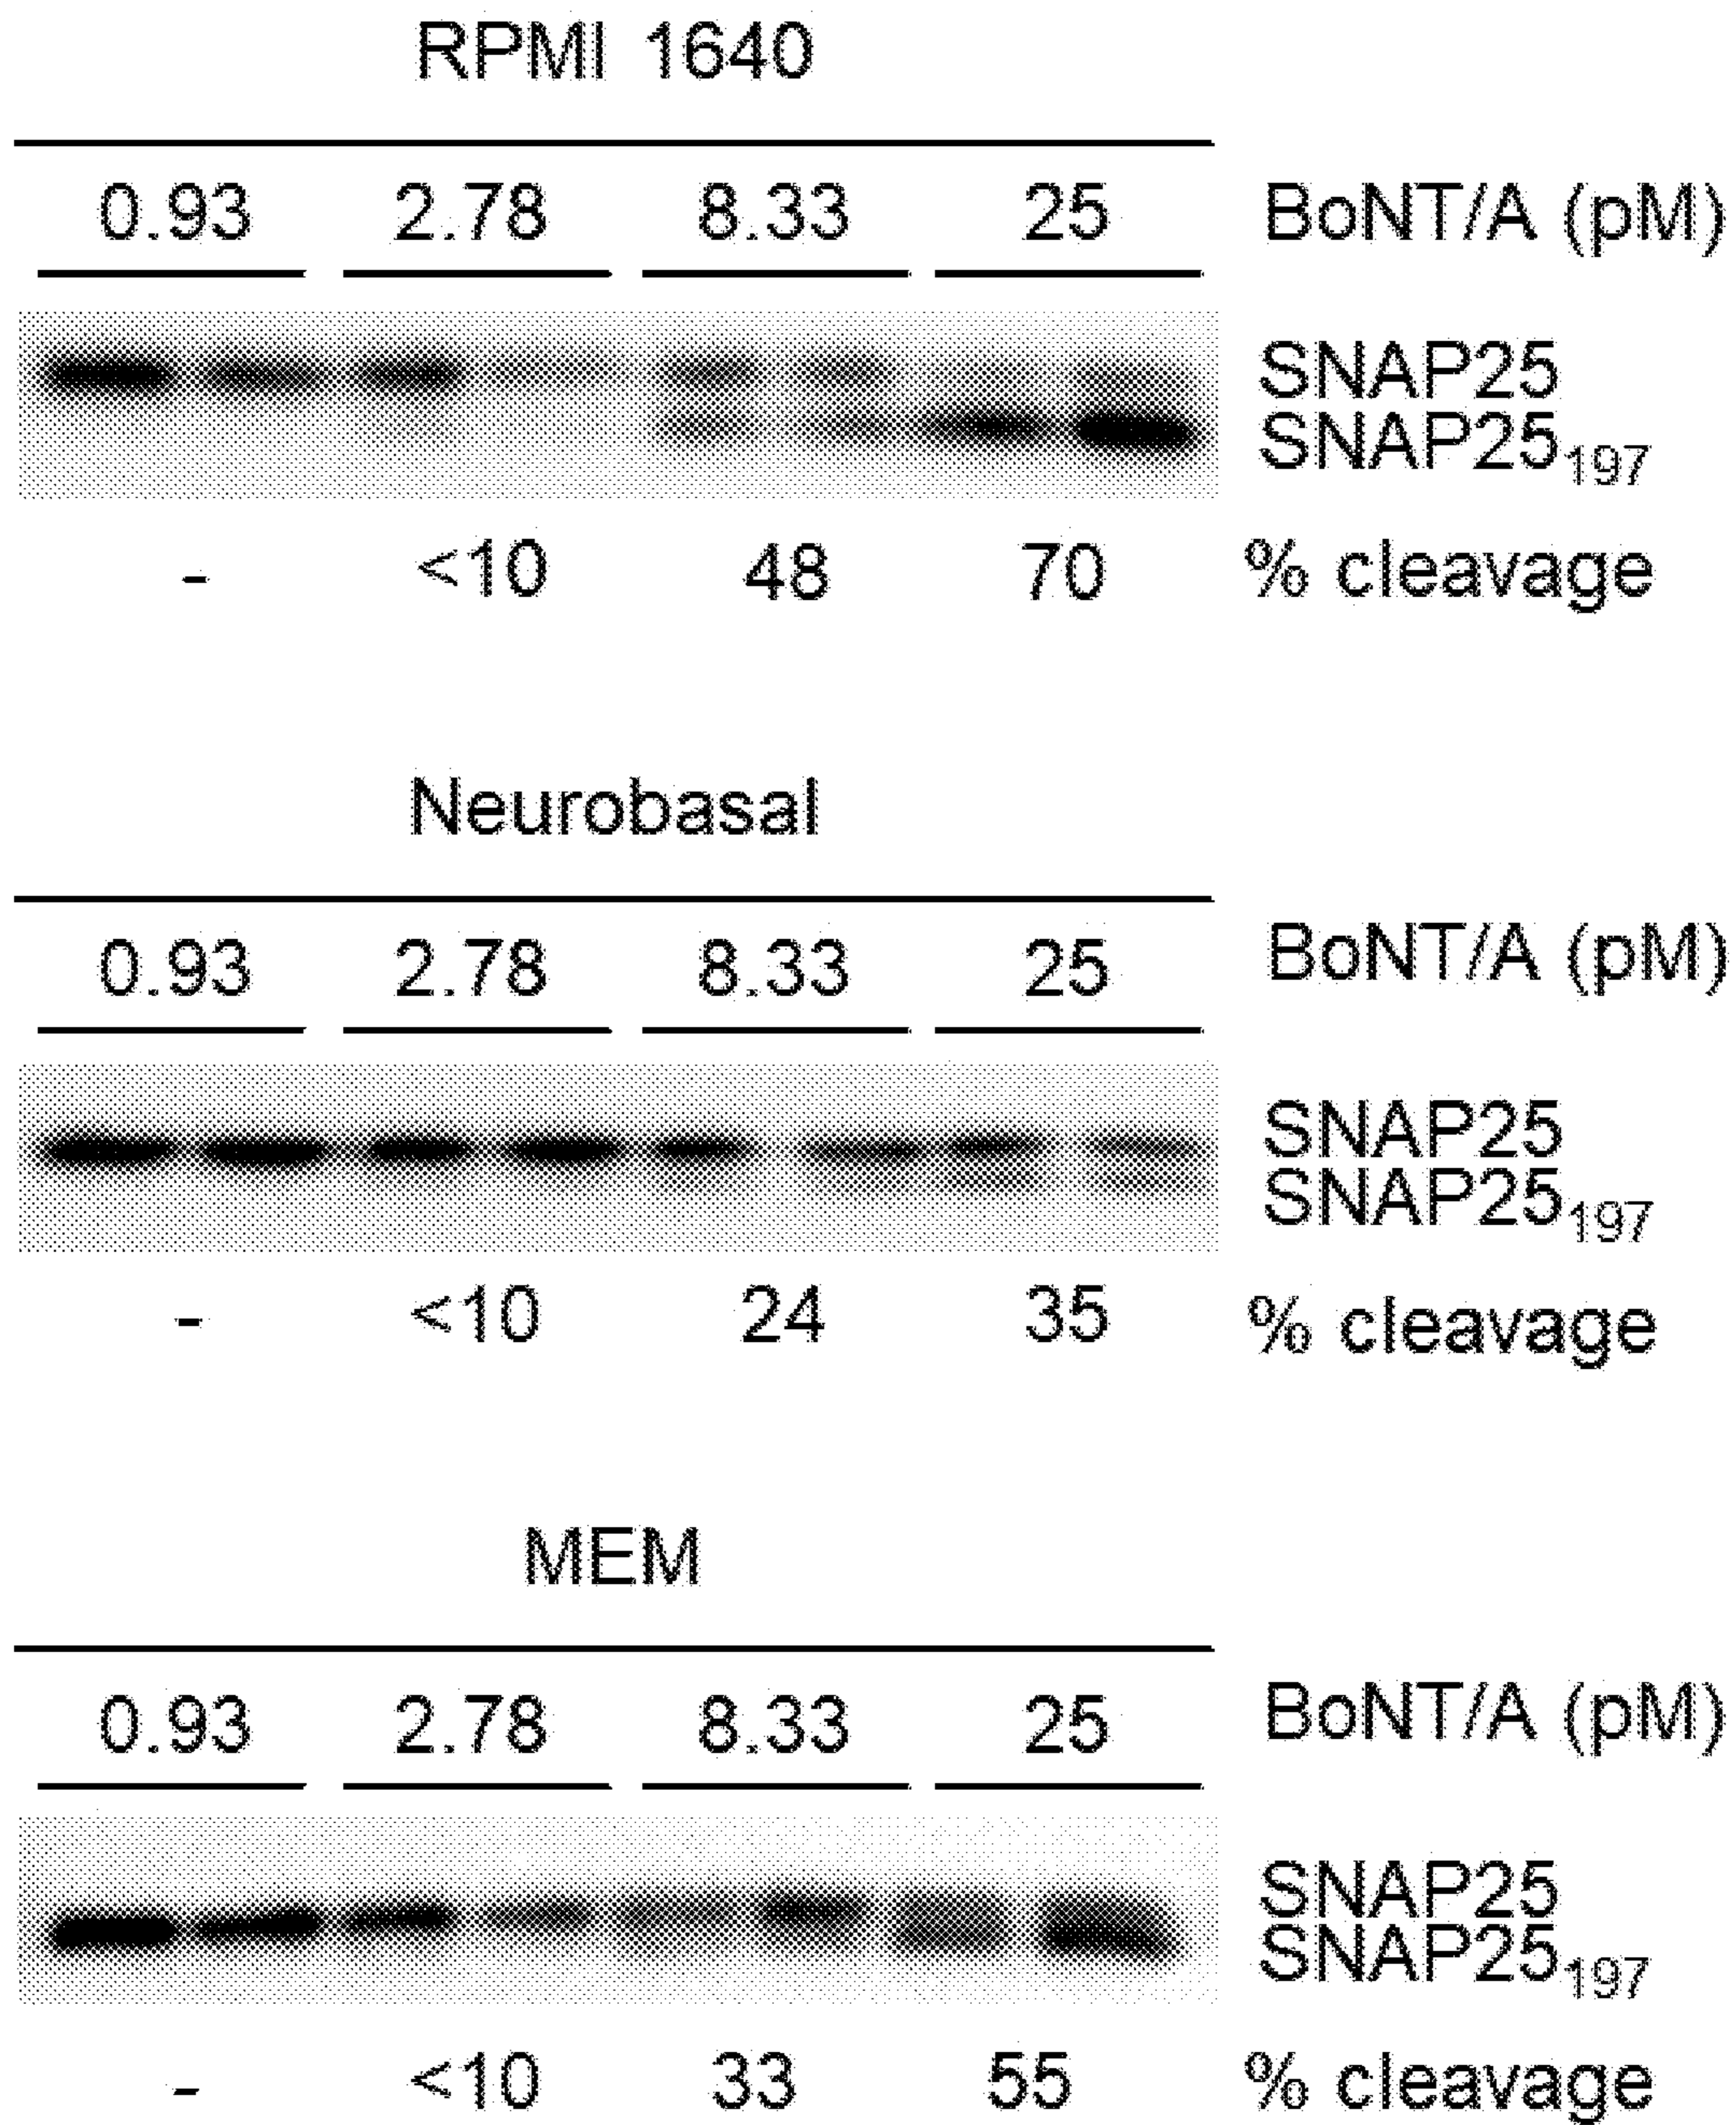 RPMI 1640
0.93 2.78 8.33 25 BoNT/A (pM)
SNAP25
SNAP25₁₉₇
- <10 48 70 % cleavage
Neurobasal
0.93 2.78 8.33 25 BoNT/A (pM)
SNAP25
SNAP25₁₉₇
- <10 24 35 % cleavage
MEM
0.93 2.78 8.33 25 BoNT/A (pM)
SNAP25
SNAP25₁₉₇
- <10 33 55 % cleavage